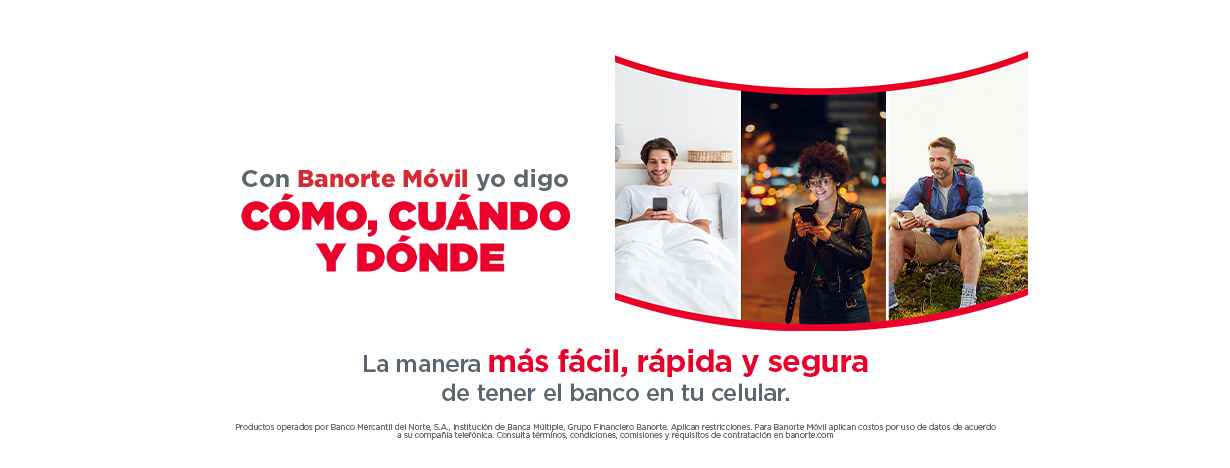 Con Banorte Móvil yo digo
CÓMO, CUÁNDO
Y DÓNDE
La manera más fácil, rápida y segura
de tener el banco en tu celular.
Productos operados por Banco Mercantil del Norte, S.A., Institución de Banca Múltiple, Grupo Financiero Banorte. Aplican restricciones. Para Banorte Móvil aplican costos por uso de datos de acuerdo
a su compañía telefónica. Consulta términos, condiciones, comisiones y requisitos de contratación en banorte.com